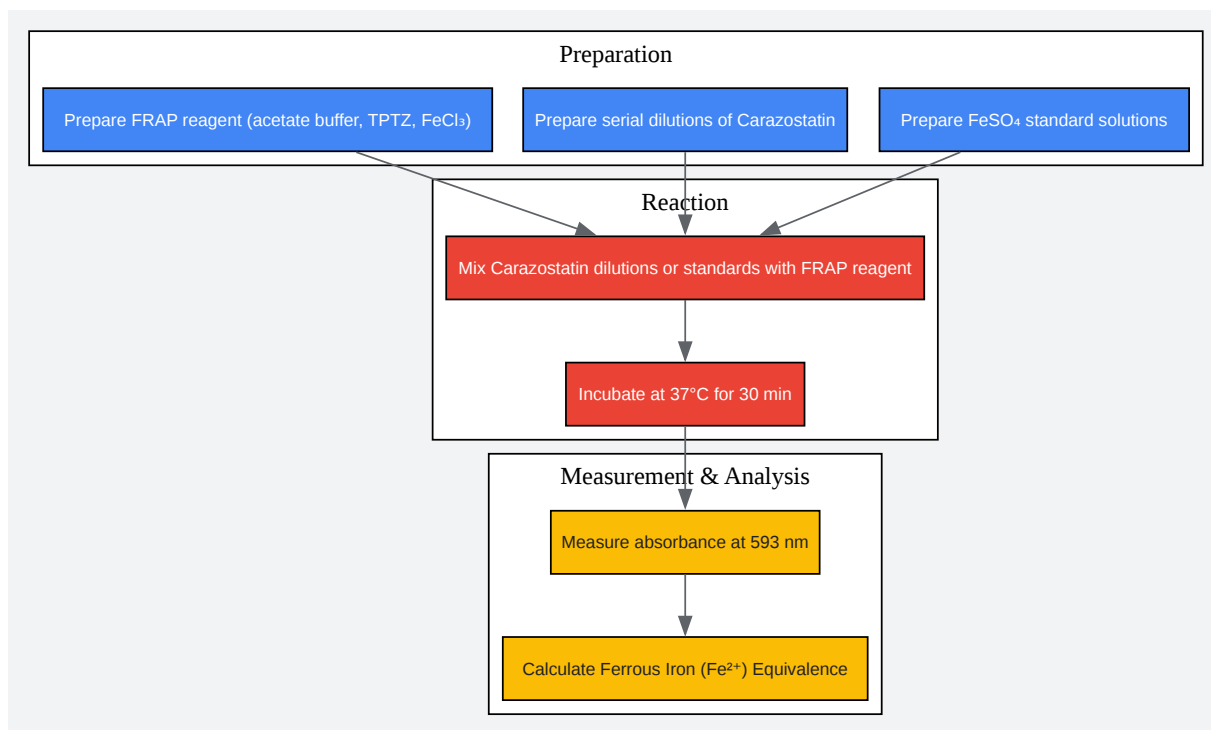 Preparation
Prepare FRAP reagent (acetate buffer, TPTZ, FeCl₃)
Prepare serial dilutions of Carazostatin
Prepare FeSO₄ standard solutions
Reaction
Mix Carazostatin dilutions or standards with FRAP reagent
Incubate at 37°C for 30 min
Measurement & Analysis
Measure absorbance at 593 nm
Calculate Ferrous Iron (Fe²⁺) Equivalence